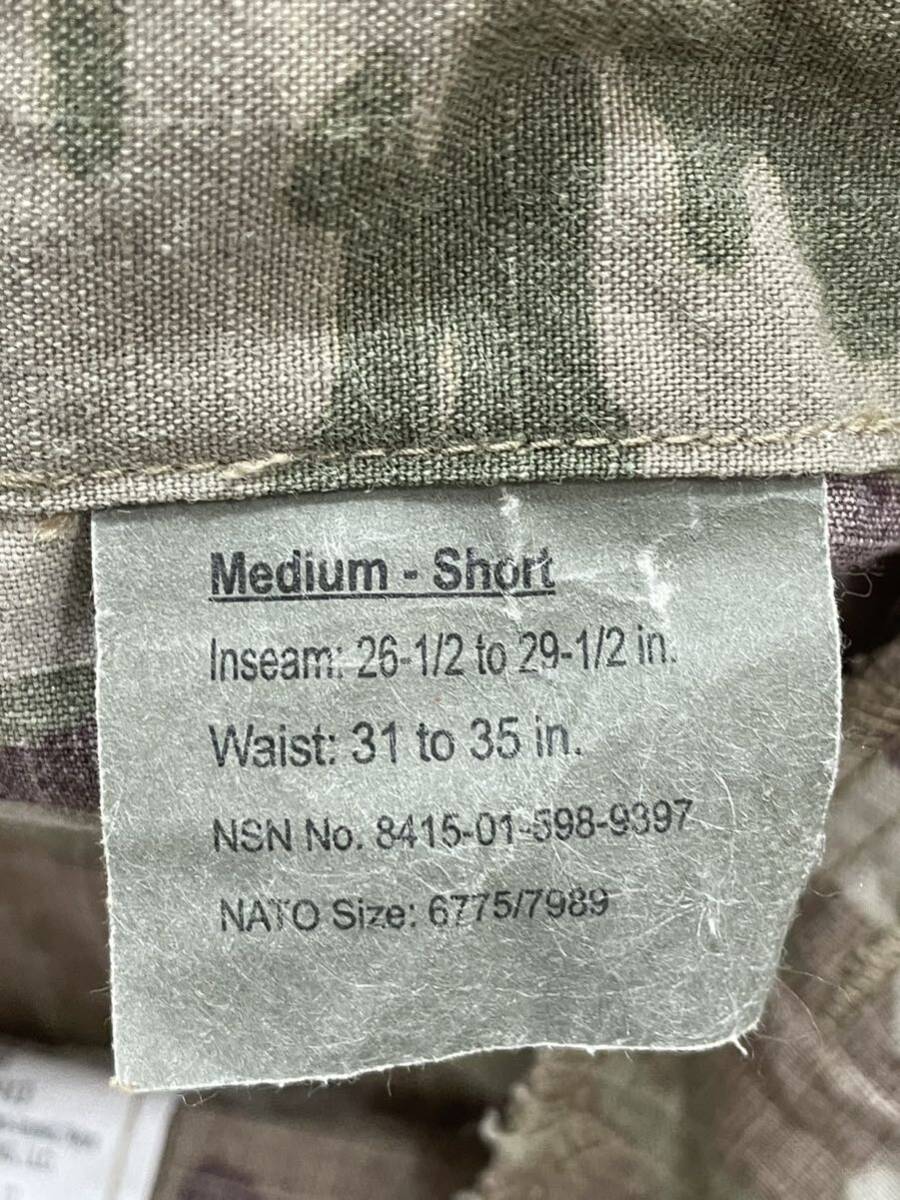 Medium - Short
Inseam: 26-1/2 to 29-1/2 in.
Waist: 31 to 35 in.
NSN No. 8415-01-598-9397
NATO Size: 6775/7989